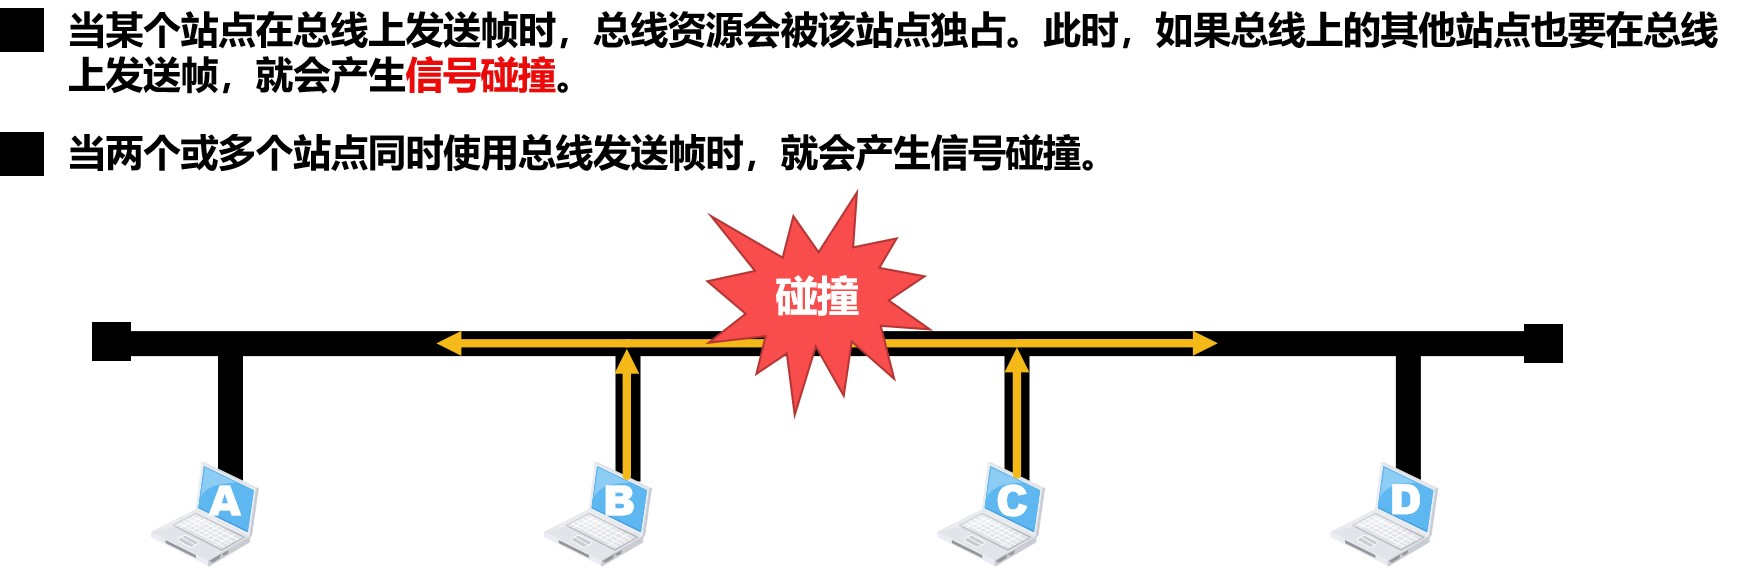 当某个站点在总线上发送帧时，总线资源会被该站点独占。此时，如果总线上的其他站点也要在总线
上发送帧，就会产生信号碰撞。
当两个或多个站点同时使用总线发送帧时，就会产生信号碰撞。
碰撞
A
B
C
D